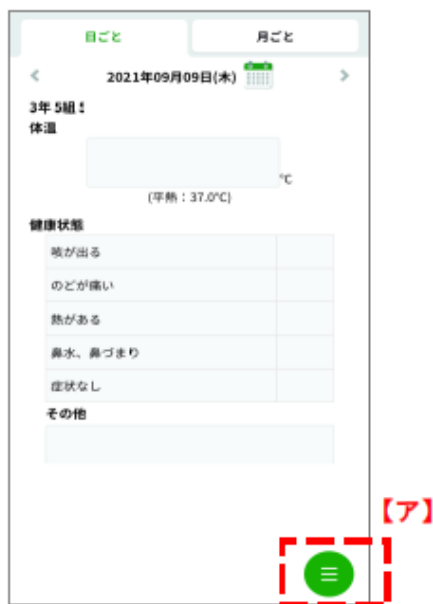 日ごと 月ごと
2021年09月09日(木)
3年 5組
体温
℃
(平熱：37.0℃)
健康状態
咳が出る
のどが痛い
熱がある
鼻水、鼻づまり
症状なし
その他
【ア】